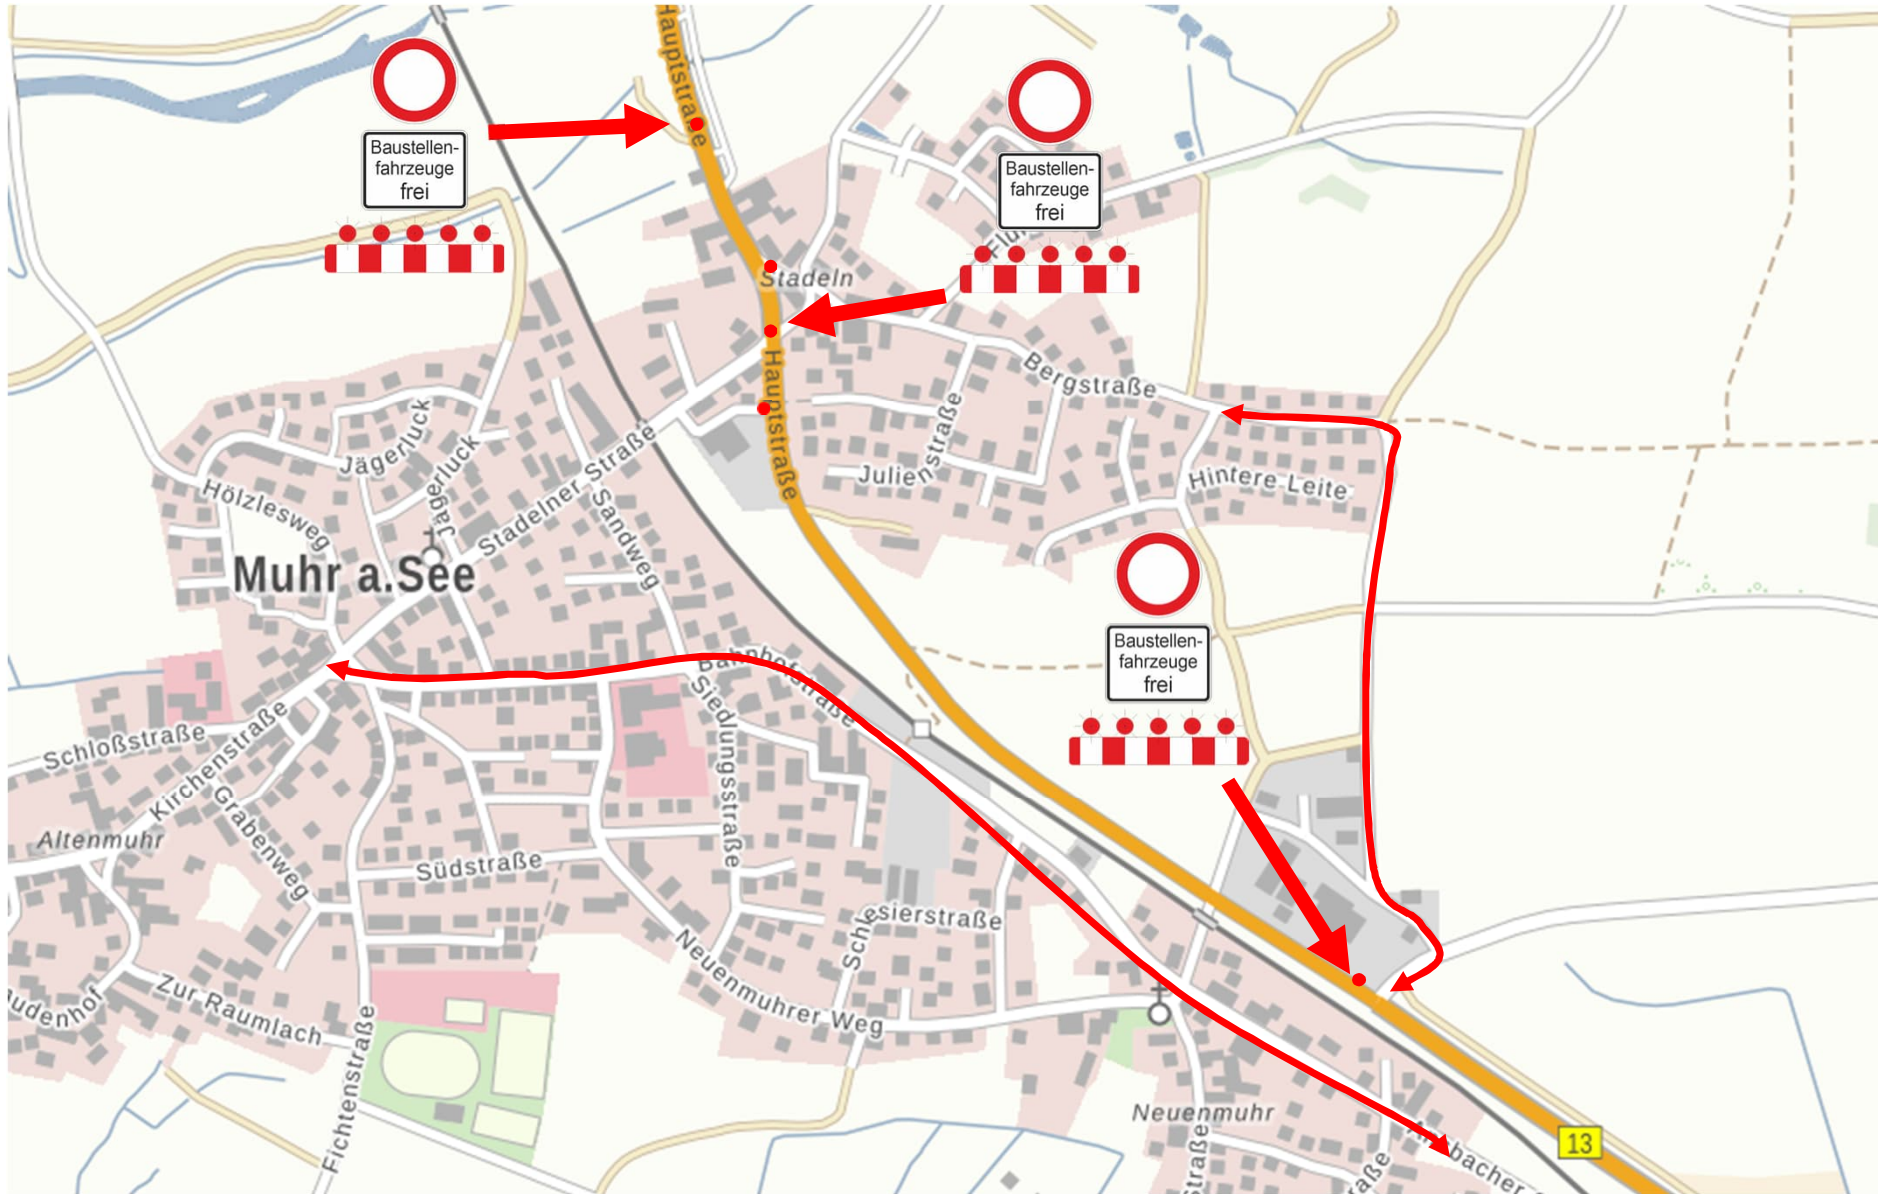 Hauptstraße
Baustellen-
fahrzeuge
frei
Baustellen-
fahrzeuge
frei
Stadeln
Hauptstraße
Bergstraße
Julienstraße
Hintere Leite
Jägerluck
Jägerluck
Hölzlesweg
Stadelner Straße
Sandweg
Muhr a.See
Baustellen-
fahrzeuge
frei
Bahnhofstraße
Siedlungsstraße
Schloßstraße
Kirchenstraße
Grabenweg
Altenmuhr
Südstraße
Neuenmuhrer Weg
Zur Raumlach
Fichtenstraße
Neuenmuhr
13